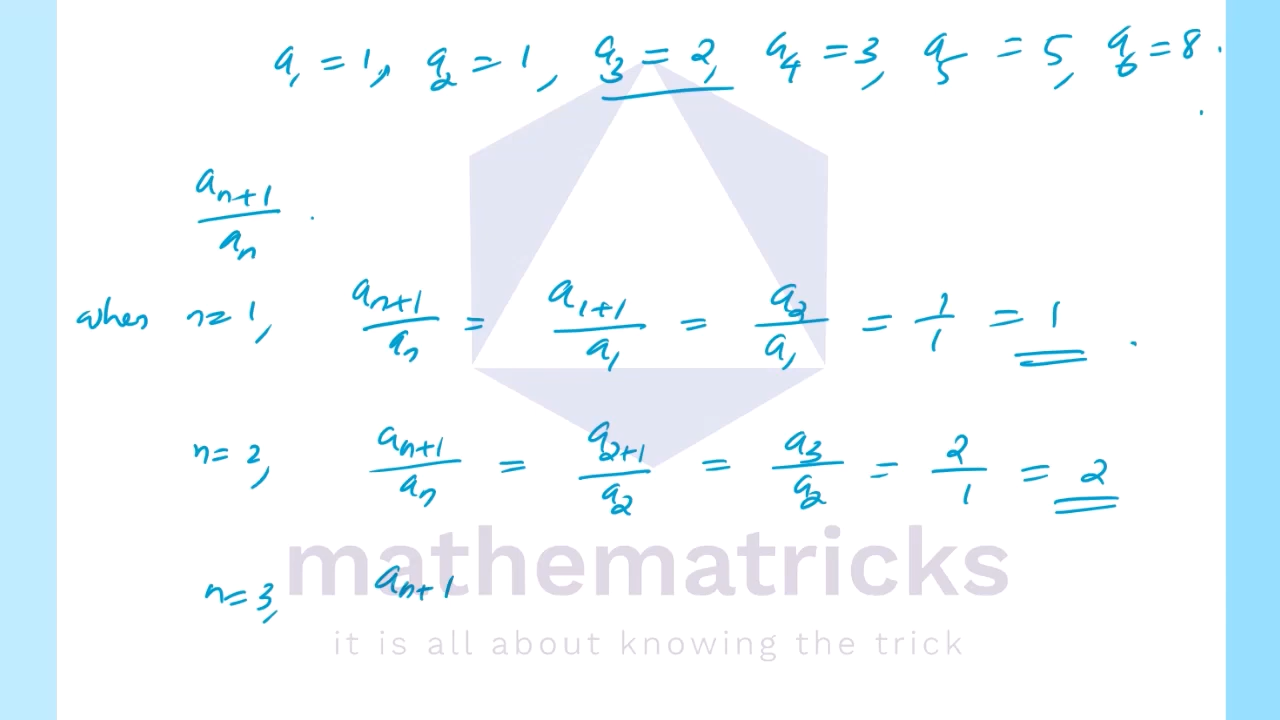 a₁ = 1, a₂ = 1, a₃ = 2, a₄ = 3, a₅ = 5, a₆ = 8.
aₙ₊₁/aₙ
when n = 1, aₙ₊₁/aₙ = a₁₊₁/a₁ = a₂/a₁ = 1/1 = 1
n = 2, aₙ₊₁/aₙ = a₂₊₁/a₂ = a₃/a₂ = 2/1 = 2
mathematricks
n = 3, aₙ₊₁
it is all about knowing the trick